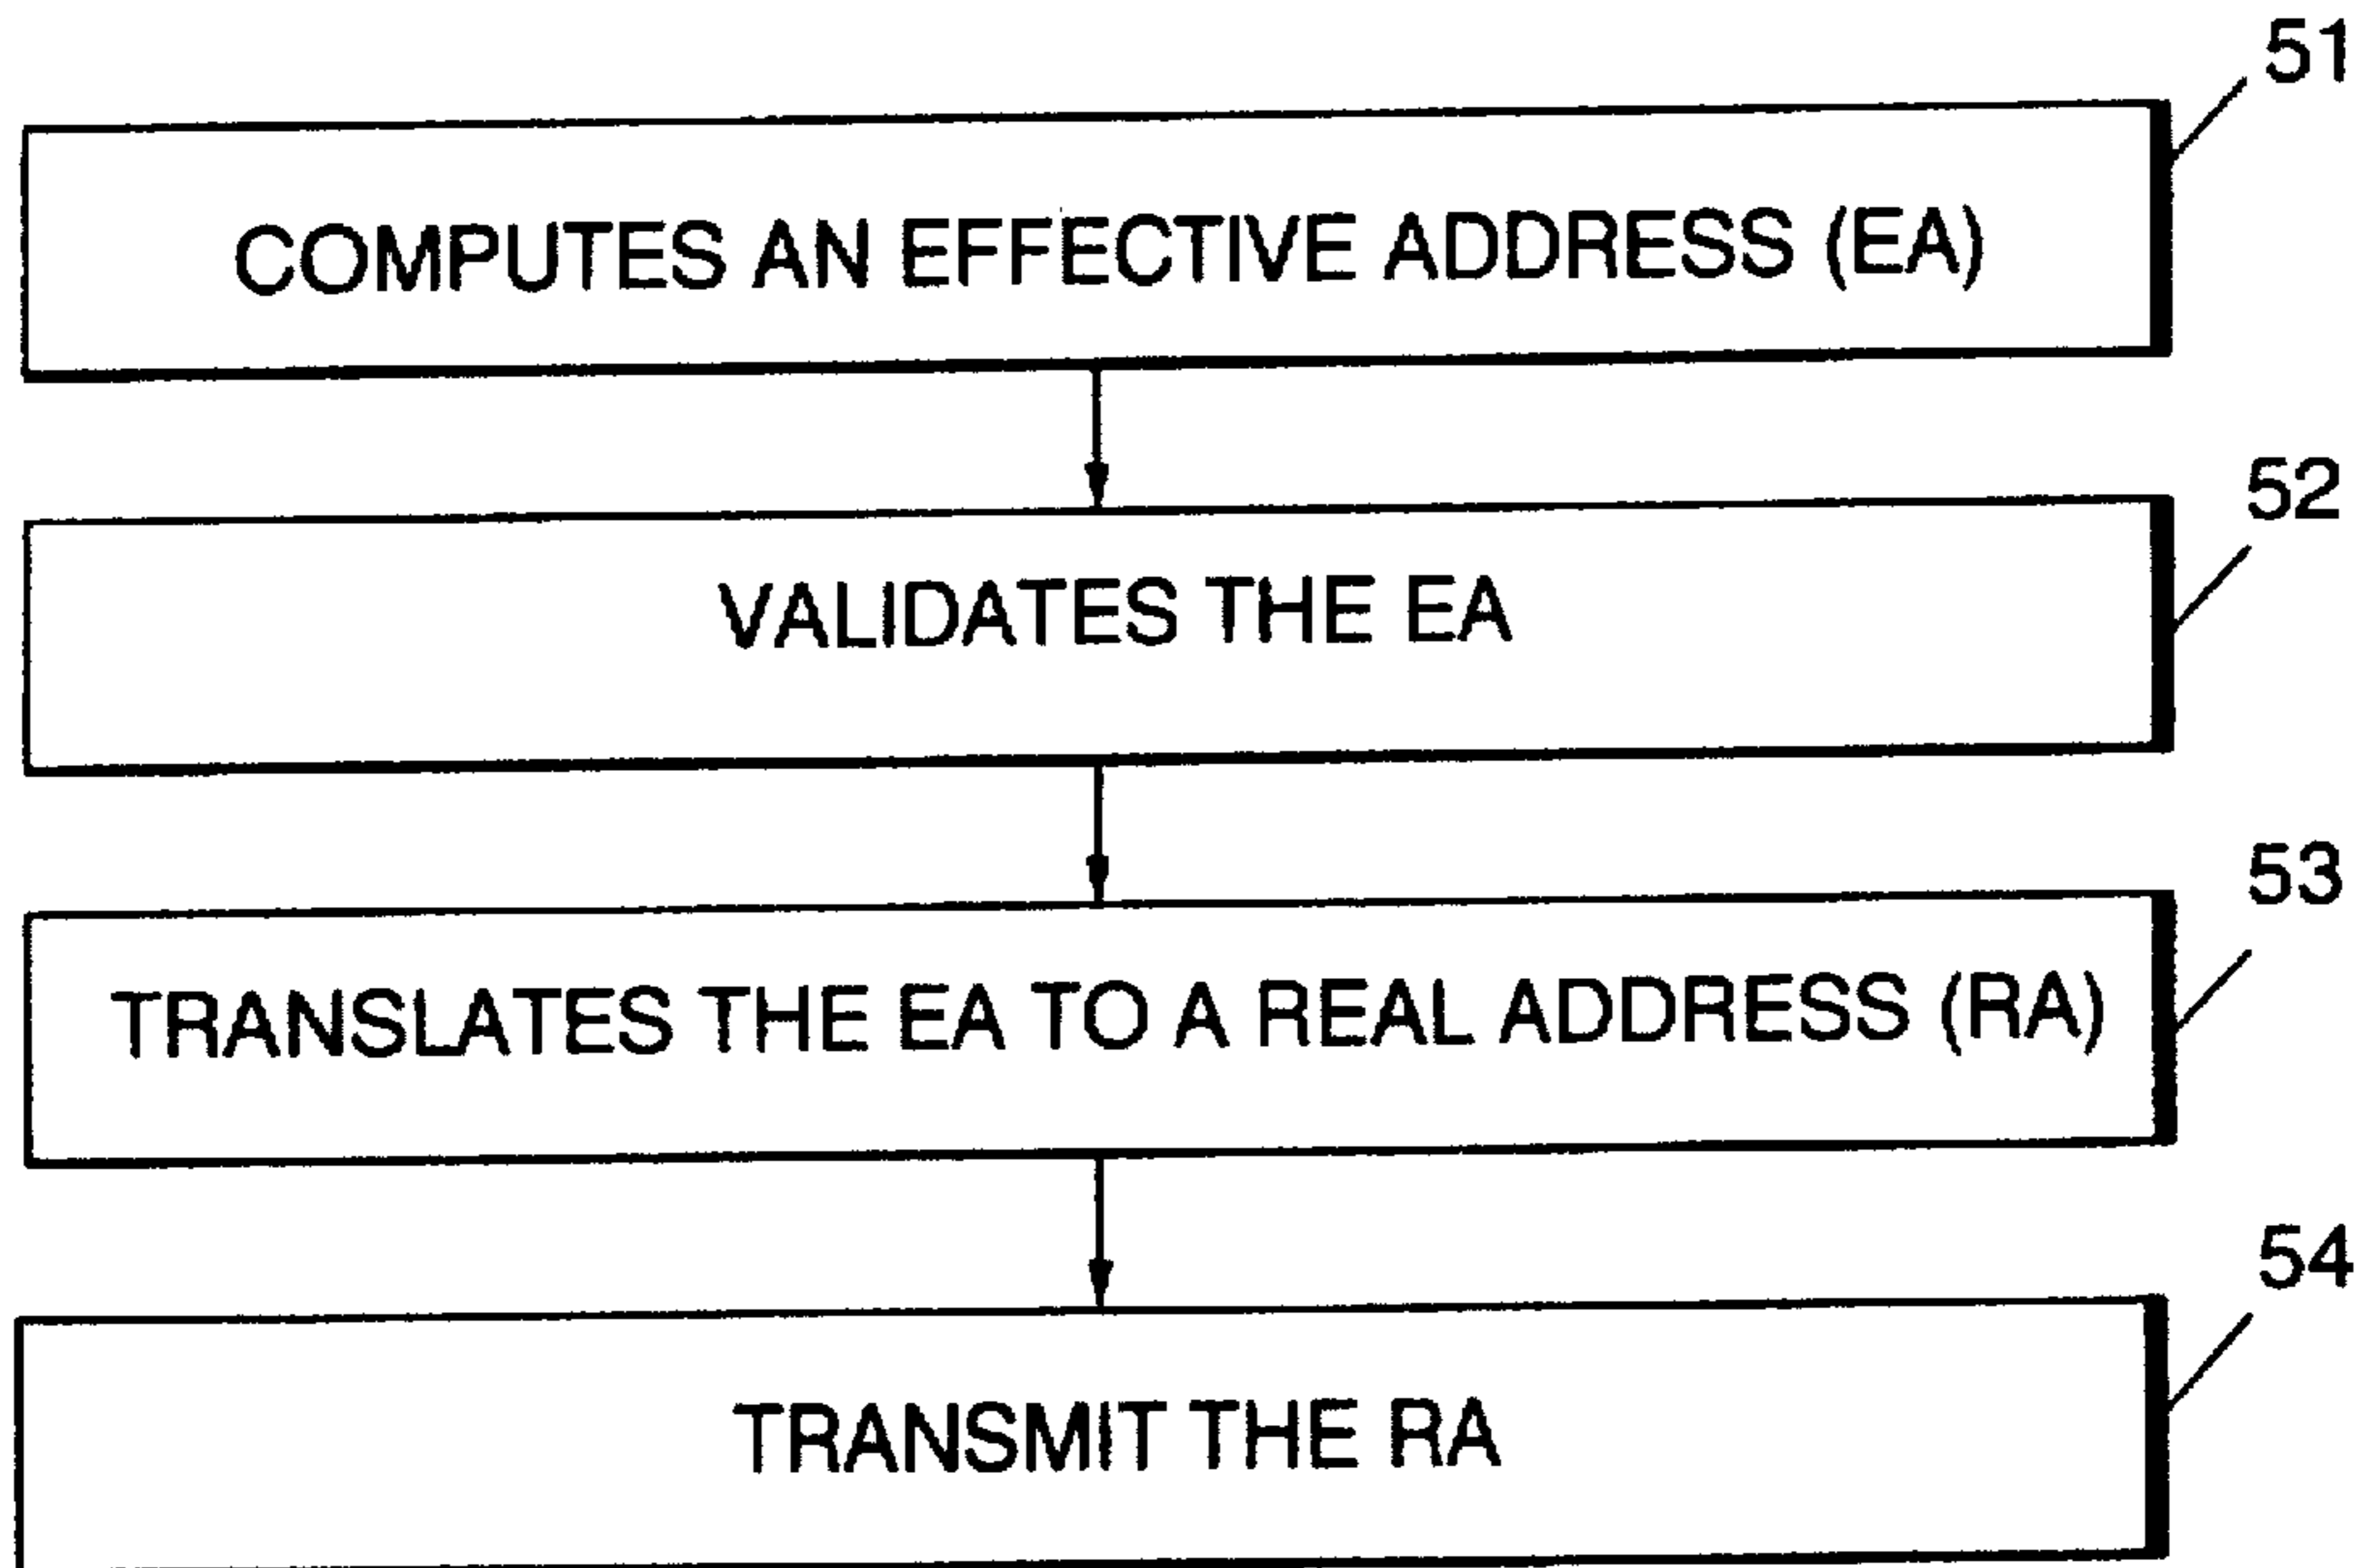 51
COMPUTES AN EFFECTIVE ADDRESS (EA)
52
VALIDATES THE EA
53
TRANSLATES THE EA TO A REAL ADDRESS (RA)
54
TRANSMIT THE RA